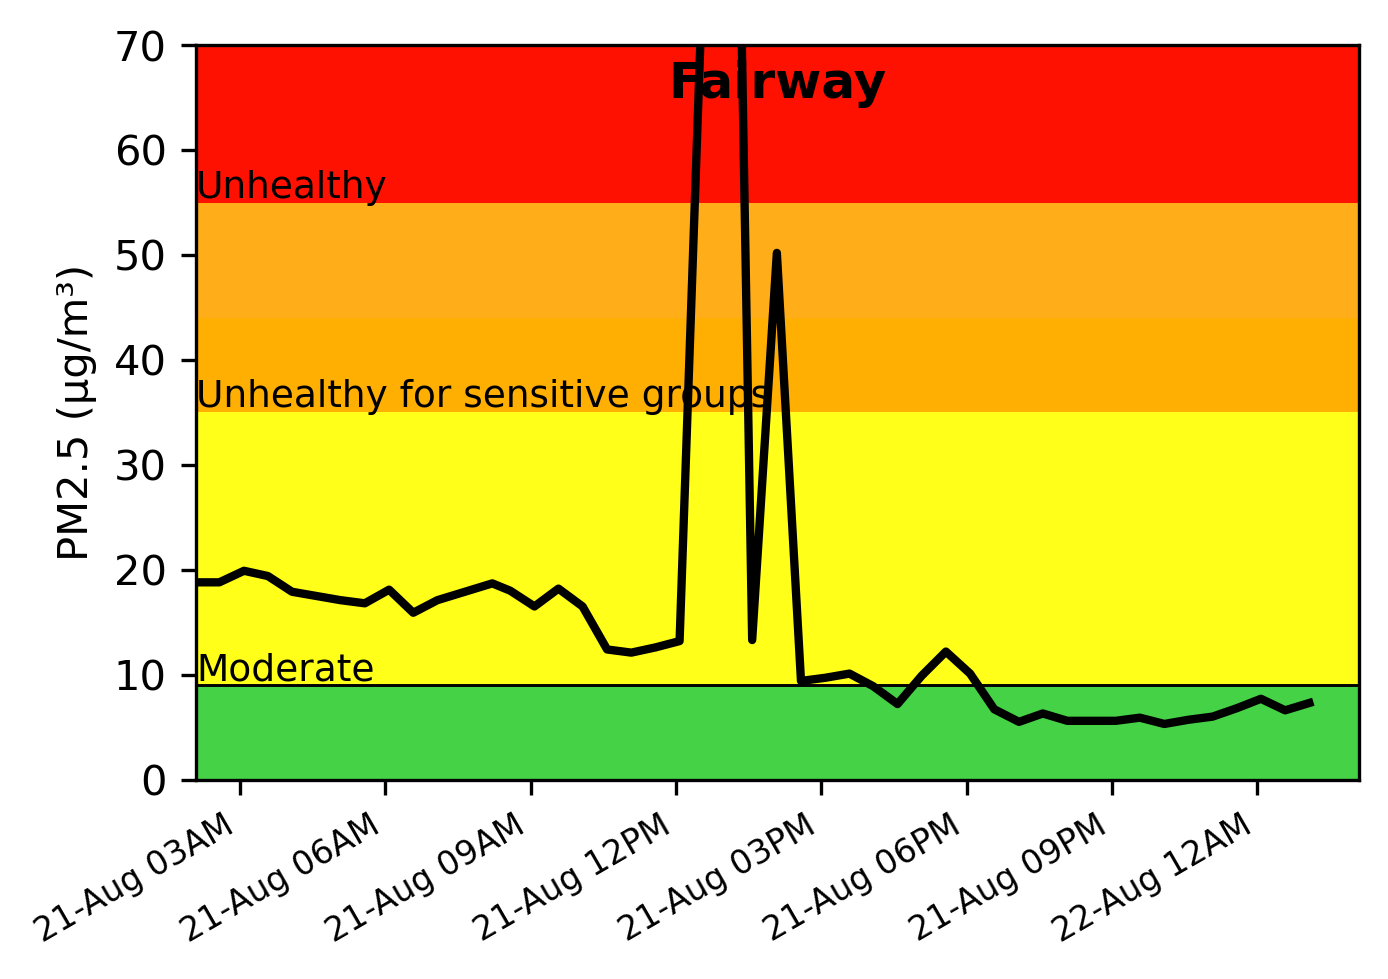 Fairway
PM2.5 (µg/m³)
70
60
50
40
30
20
10
0
Unhealthy
Unhealthy for sensitive groups
Moderate
21-Aug 03AM
21-Aug 06AM
21-Aug 09AM
21-Aug 12PM
21-Aug 03PM
21-Aug 06PM
21-Aug 09PM
22-Aug 12AM